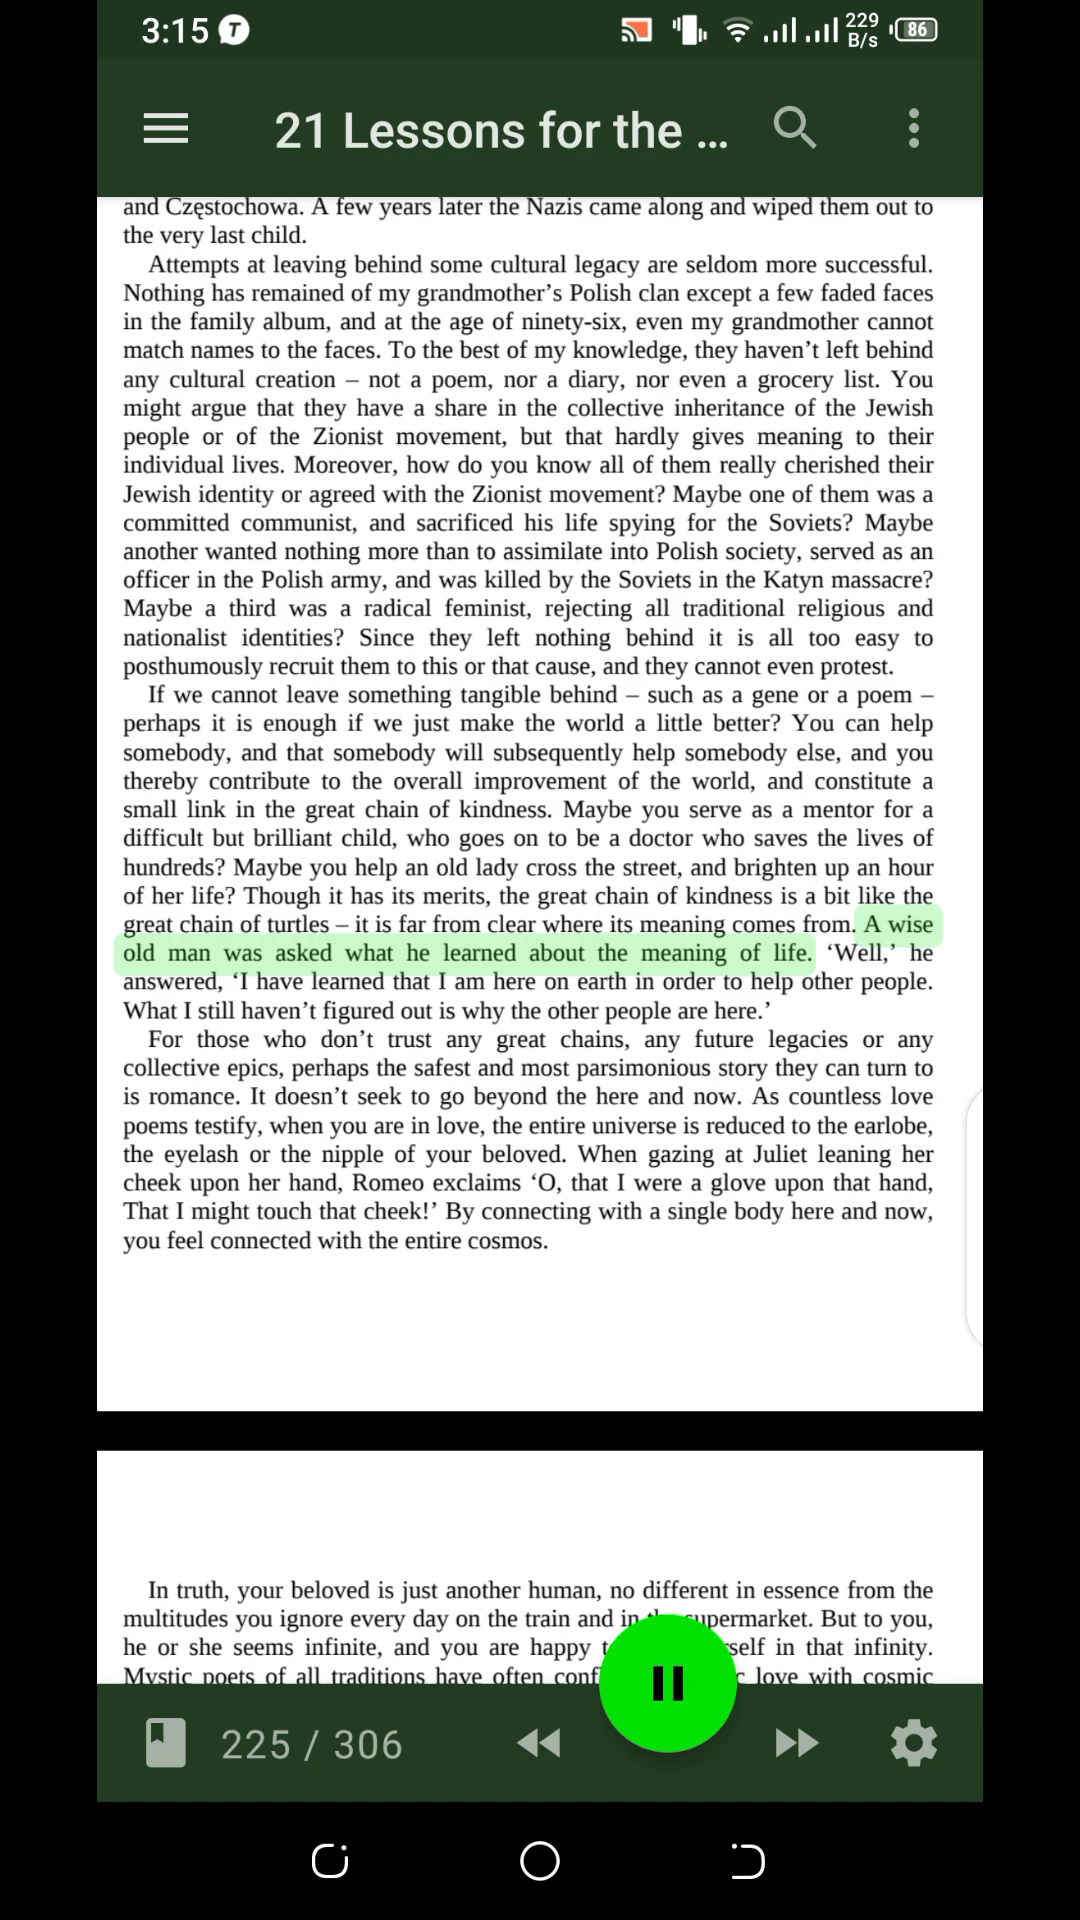 3:15
229
B/s
86
21 Lessons for the ...
and Częstochowa. A few years later the Nazis came along and wiped them out to
the very last child.
Attempts at leaving behind some cultural legacy are seldom more successful.
Nothing has remained of my grandmother’s Polish clan except a few faded faces
in the family album, and at the age of ninety-six, even my grandmother cannot
match names to the faces. To the best of my knowledge, they haven’t left behind
any cultural creation – not a poem, nor a diary, nor even a grocery list. You
might argue that they have a share in the collective inheritance of the Jewish
people or of the Zionist movement, but that hardly gives meaning to their
individual lives. Moreover, how do you know all of them really cherished their
Jewish identity or agreed with the Zionist movement? Maybe one of them was a
committed communist, and sacrificed his life spying for the Soviets? Maybe
another wanted nothing more than to assimilate into Polish society, served as an
officer in the Polish army, and was killed by the Soviets in the Katyn massacre?
Maybe a third was a radical feminist, rejecting all traditional religious and
nationalist identities? Since they left nothing behind it is all too easy to
posthumously recruit them to this or that cause, and they cannot even protest.
If we cannot leave something tangible behind – such as a gene or a poem –
perhaps it is enough if we just make the world a little better? You can help
somebody, and that somebody will subsequently help somebody else, and you
thereby contribute to the overall improvement of the world, and constitute a
small link in the great chain of kindness. Maybe you serve as a mentor for a
difficult but brilliant child, who goes on to be a doctor who saves the lives of
hundreds? Maybe you help an old lady cross the street, and brighten up an hour
of her life? Though it has its merits, the great chain of kindness is a bit like the
great chain of turtles – it is far from clear where its meaning comes from. A wise
old man was asked what he learned about the meaning of life. ‘Well,’ he
answered, ‘I have learned that I am here on earth in order to help other people.
What I still haven’t figured out is why the other people are here.’
For those who don’t trust any great chains, any future legacies or any
collective epics, perhaps the safest and most parsimonious story they can turn to
is romance. It doesn’t seek to go beyond the here and now. As countless love
poems testify, when you are in love, the entire universe is reduced to the earlobe,
the eyelash or the nipple of your beloved. When gazing at Juliet leaning her
cheek upon her hand, Romeo exclaims ‘O, that I were a glove upon that hand,
That I might touch that cheek!’ By connecting with a single body here and now,
you feel connected with the entire cosmos.
In truth, your beloved is just another human, no different in essence from the
multitudes you ignore every day on the train and in supermarket. But to you,
he or she seems infinite, and you are happy in that infinity.
Mystic poets of all traditions have often love with cosmic
225 / 306